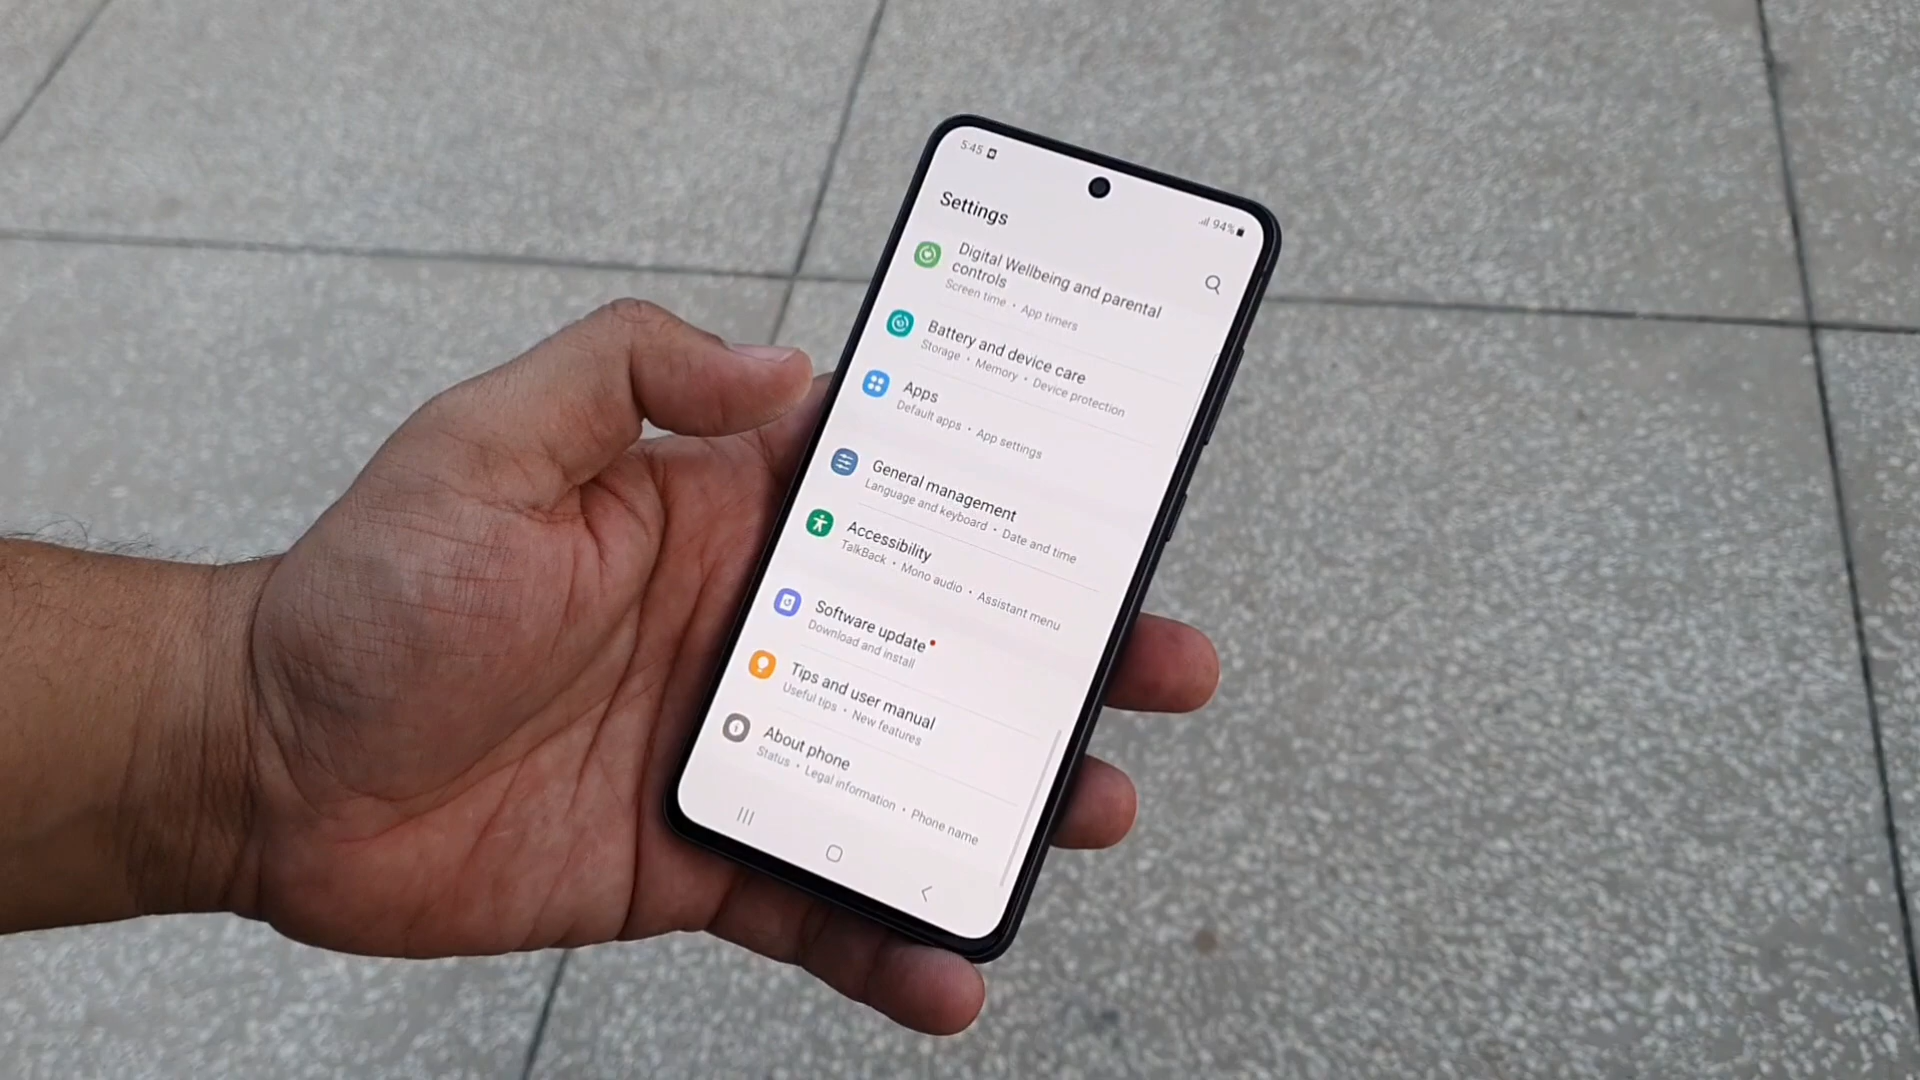 5:45
94%
Settings
Digital Wellbeing and parental
controls
Screen time • App timers
Battery and device care
Storage • Memory • Device protection
Apps
Default apps • App settings
General management
Language and keyboard • Date and time
Accessibility
TalkBack • Mono audio • Assistant menu
Software update
Download and install
Tips and user manual
Useful tips • New features
About phone
Status • Legal information • Phone name